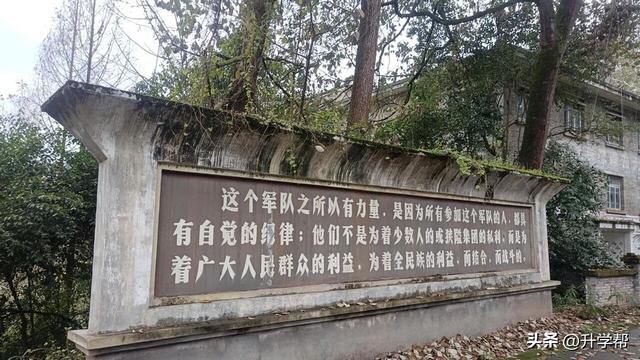 这个军队之所以有力量，是因为所有参加这个军队的人，都具
有自觉的纪律；他们不是为着少数人的或狭隘集团的私利，而是为
着广大人民群众的利益，为着全民族的利益，而结合，而战斗的。
头条 @升学帮